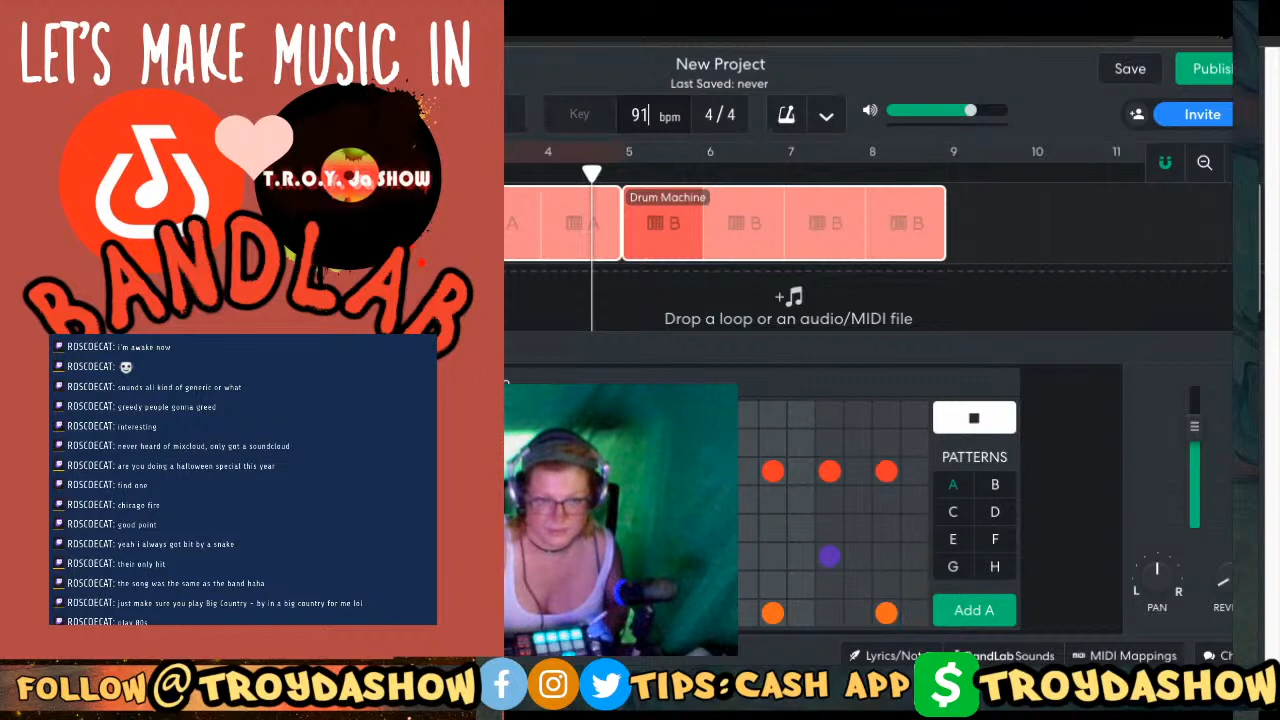 LET'S MAKE MUSIC IN
T.R.O.Y. Da SHOW
BANDLAB
ROSCOECAT: i'm awake now
ROSCOECAT:
ROSCOECAT: sounds all kind of generic or what
ROSCOECAT: greedy people gonna greed
ROSCOECAT: interesting
ROSCOECAT: never heard of mixcloud, only got a soundcloud
ROSCOECAT: are you doing a halloween special this year
ROSCOECAT: find one
ROSCOECAT: chicago fire
ROSCOECAT: good point
ROSCOECAT: yeah i always got bit by a snake
ROSCOECAT: their only hit
ROSCOECAT: the song was the same as the band haha
ROSCOECAT: just make sure you play Big Country - by in a big country for me lol
ROSCOECAT: play 80s
New Project
Last Saved: never
Save
Publis
Key
91 bpm
4 / 4
Invite
4 5 6 7 8 9 10 11
Drum Machine
A A B B B B
Drop a loop or an audio/MIDI file
PATTERNS
A B
C D
E F
G H
Add A
L R
PAN
REV
Lyrics/Not
BandLab Sounds
MIDI Mappings
Ch
FOLLOW @TROYDASHOW
TIPS:CASH APP $ TROYDASHOW